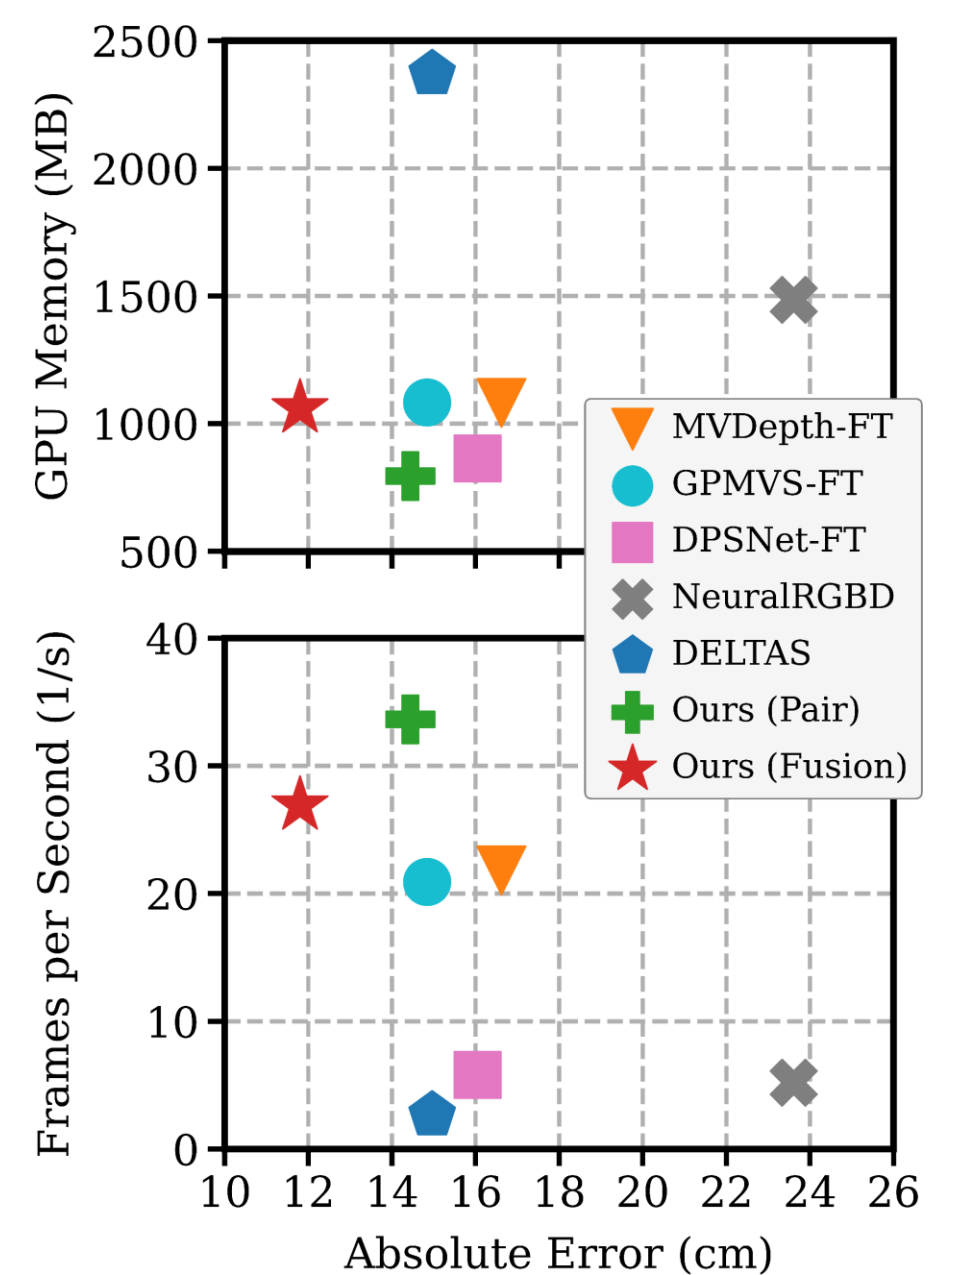 GPU Memory (MB)
2500
2000
1500
1000
500
MVDepth-FT
GPMVS-FT
DPSNet-FT
NeuralRGBD
DELTAS
Ours (Pair)
Ours (Fusion)
Frames per Second (1/s)
40
30
20
10
0
10 12 14 16 18 20 22 24 26
Absolute Error (cm)